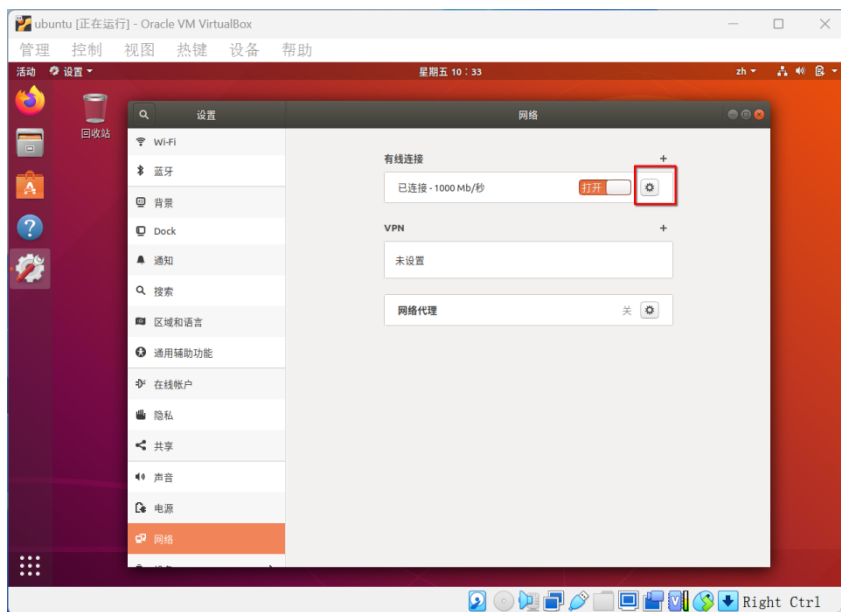 ubuntu [正在运行] - Oracle VM VirtualBox
管理 控制 视图 热键 设备 帮助
活动 设置 星期五 10：33 zh
回收站
设置 网络
Wi-Fi
蓝牙
背景
Dock
通知
搜索
区域和语言
通用辅助功能
在线帐户
隐私
共享
声音
电源
网络
有线连接
已连接 - 1000 Mb/秒 打开
VPN
未设置
网络代理 关
Right Ctrl